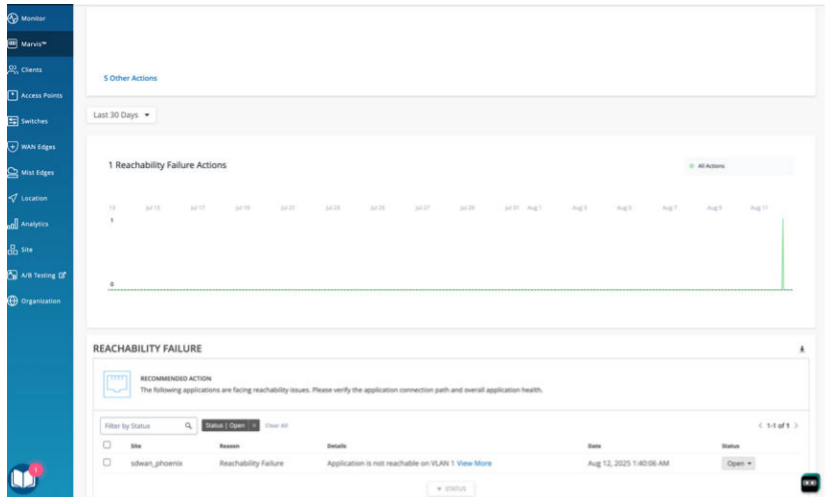 Monitor
Marvis™
Clients
Access Points
Switches
WAN Edges
Mist Edges
Location
Analytics
Site
A/B Testing
Organization
1
5 Other Actions
Last 30 Days
1 Reachability Failure Actions
All Actions
13 Jul 15 Jul 17 Jul 19 Jul 21 Jul 23 Jul 25 Jul 27 Jul 29 Jul 31 Aug 1 Aug 3 Aug 5 Aug 7 Aug 9 Aug 11
1
0
REACHABILITY FAILURE
RECOMMENDED ACTION
The following applications are facing reachability issues. Please verify the application connection path and overall application health.
Filter by Status Status | Open × Clear All < 1-1 of 1 >
Site Reason Details Date Status
sdwan_phoenix Reachability Failure Application is not reachable on VLAN 1 View More Aug 12, 2025 1:40:06 AM Open
+ STATUS